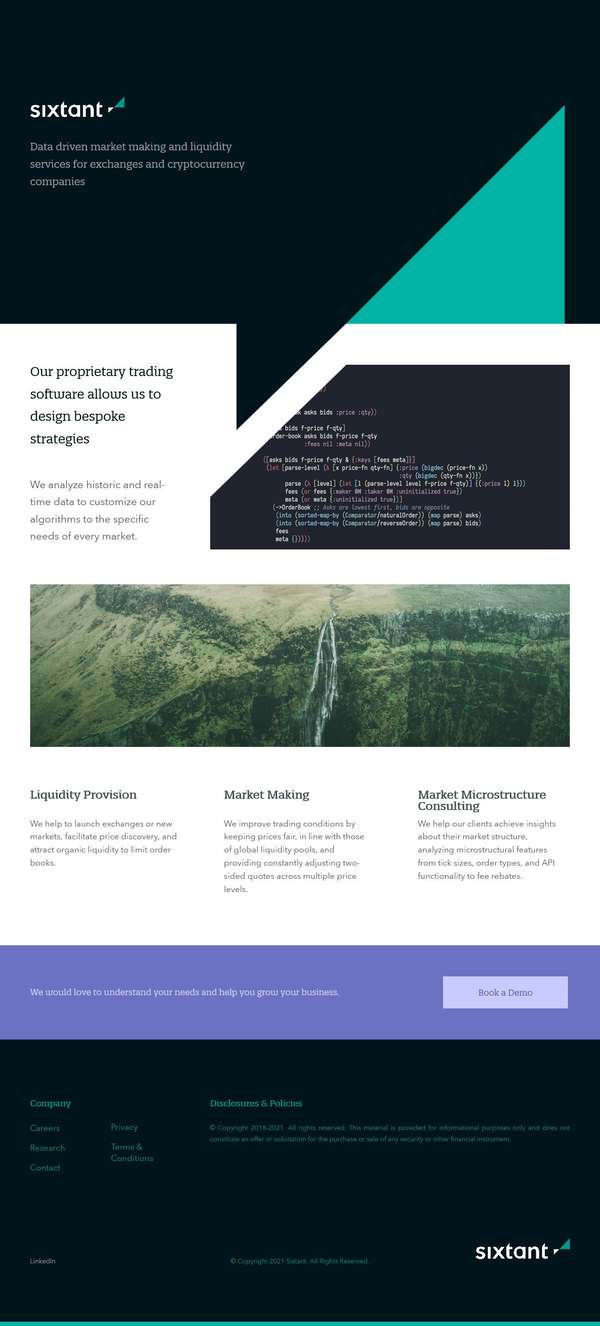 sixtant
Data driven market making and liquidity
services for exchanges and cryptocurrency
companies
Our proprietary trading
software allows us to
design bespoke
strategies
We analyze historic and real-
time data to customize our
algorithms to the specific
needs of every market.
asks bids :price :qty))
bids f-price f-qty]
asks bids f-price f-qty
:fees nil :meta nil))
([asks bids f-price f-qty & {:keys [fees meta]}]
(let [parse-level (λ [x price-fn qty-fn] {:price (bigdec (price-fn x))
:qty (bigdec (qty-fn x))})
parse (λ [level] (let [l (parse-level level f-price f-qty)] [(:price l) l]))
fees (or fees {:maker 0M :taker 0M :uninitialized true})
meta (or meta {:uninitialized true})]
(->OrderBook ;; Asks are lowest first, bids are opposite
(into (sorted-map-by (Comparator/naturalOrder)) (map parse) asks)
(into (sorted-map-by (Comparator/reverseOrder)) (map parse) bids)
fees
meta {}))))
Liquidity Provision
We help to launch exchanges or new
markets, facilitate price discovery, and
attract organic liquidity to limit order
books.
Market Making
We improve trading conditions by
keeping prices fair, in line with those
of global liquidity pools, and
providing constantly adjusting two-
sided quotes across multiple price
levels.
Market Microstructure
Consulting
We help our clients achieve insights
about their market structure,
analyzing microstructural features
from tick sizes, order types, and API
functionality to fee rebates.
We would love to understand your needs and help you grow your business.
Book a Demo
Company
Careers
Research
Contact
Privacy
Terms &
Conditions
Disclosures & Policies
© Copyright 2018-2021. All rights reserved. This material is provided for informational purposes only and does not
constitute an offer or solicitation for the purchase or sale of any security or other financial instrument.
LinkedIn
© Copyright 2021 Sixtant. All Rights Reserved.
sixtant